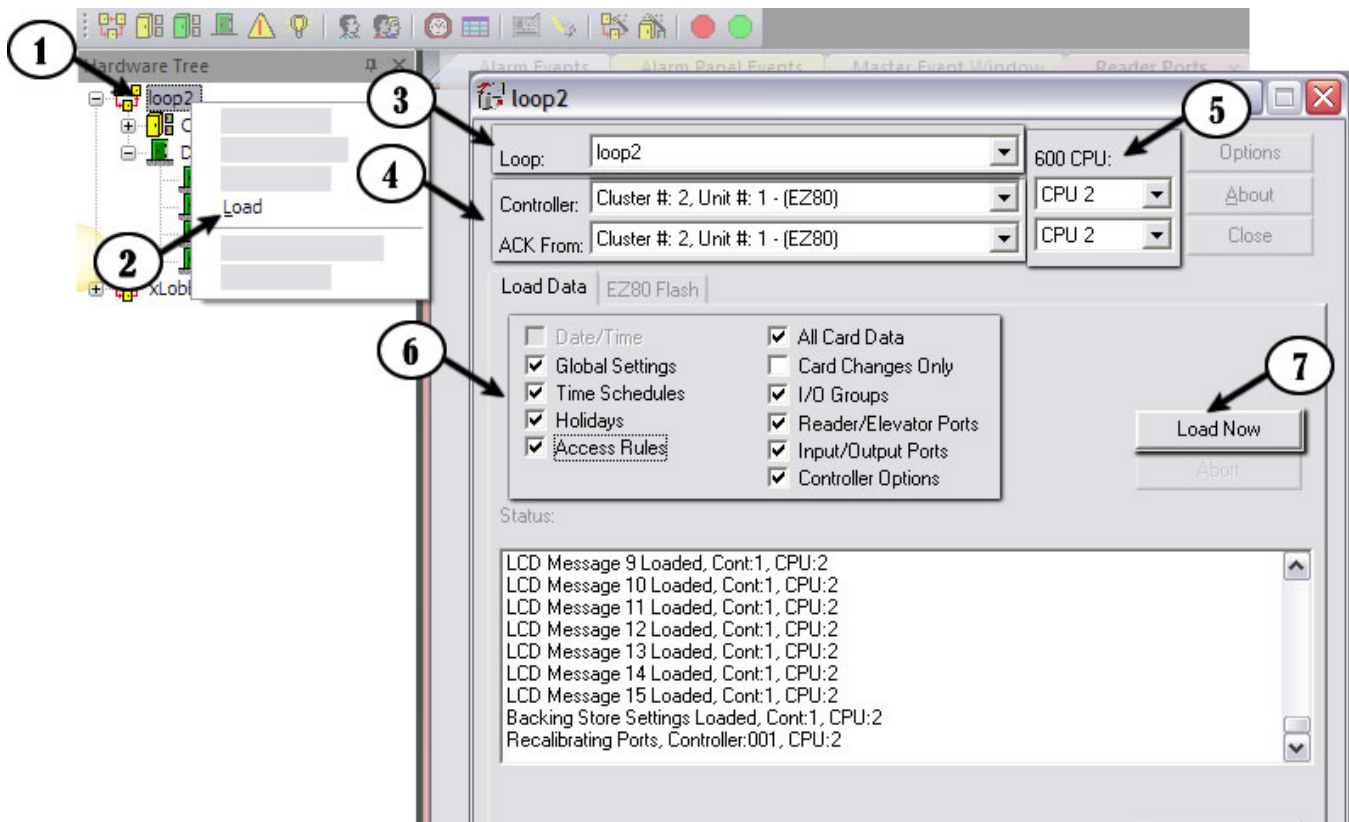 1
Hardware Tree
Alarm Events
Alarm Panel Events
Master Event Window
Reader Ports
loop2
C
D
2
Load
xLobb
loop2
3
Loop: loop2
4
Controller: Cluster #: 2, Unit #: 1 - (EZ80)
ACK From: Cluster #: 2, Unit #: 1 - (EZ80)
5
600 CPU:
CPU 2
CPU 2
Options
About
Close
Load Data
EZ80 Flash
6
Date/Time
Global Settings
Time Schedules
Holidays
Access Rules
All Card Data
Card Changes Only
I/O Groups
Reader/Elevator Ports
Input/Output Ports
Controller Options
7
Load Now
Abort
Status:
LCD Message 9 Loaded, Cont:1, CPU:2
LCD Message 10 Loaded, Cont:1, CPU:2
LCD Message 11 Loaded, Cont:1, CPU:2
LCD Message 12 Loaded, Cont:1, CPU:2
LCD Message 13 Loaded, Cont:1, CPU:2
LCD Message 14 Loaded, Cont:1, CPU:2
LCD Message 15 Loaded, Cont:1, CPU:2
Backing Store Settings Loaded, Cont:1, CPU:2
Recalibrating Ports, Controller:001, CPU:2